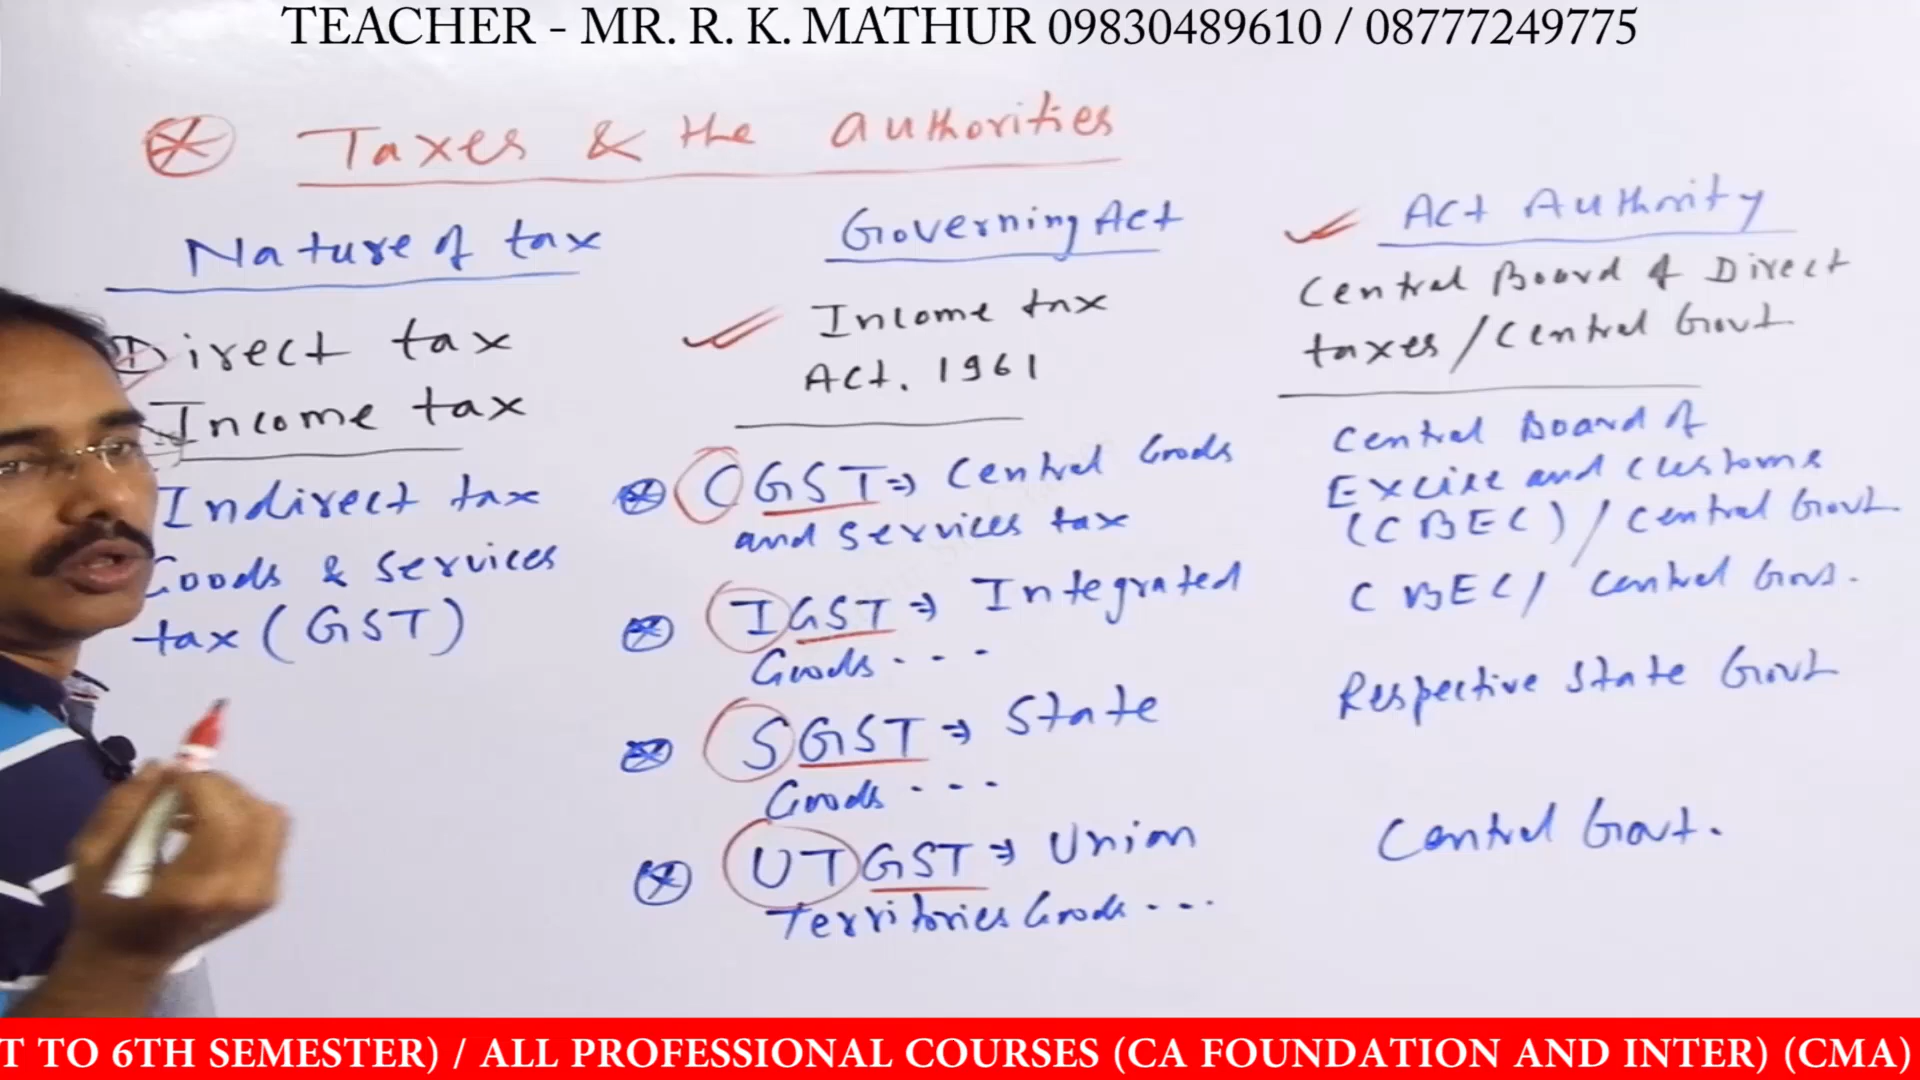 TEACHER - MR. R. K. MATHUR 09830489610 / 08777249775
Taxes & the Authorities
Nature of tax
Direct tax
Income tax
Indirect tax
Goods & Services
tax (GST)
Governing Act
Income tax
Act. 1961
CGST ⇒ Central Goods
and Services tax
IGST ⇒ Integrated
Goods . . .
SGST ⇒ State
Goods . . .
UTGST ⇒ Union
Territories Goods . . .
Act Authority
Central Board of Direct
taxes / Central Govt.
Central Board of
Excise and Customs
(CBEC) / Central Govt.
CBEC / Central Govt.
Respective State Govt
Central Govt.
T TO 6TH SEMESTER) / ALL PROFESSIONAL COURSES (CA FOUNDATION AND INTER) (CMA)